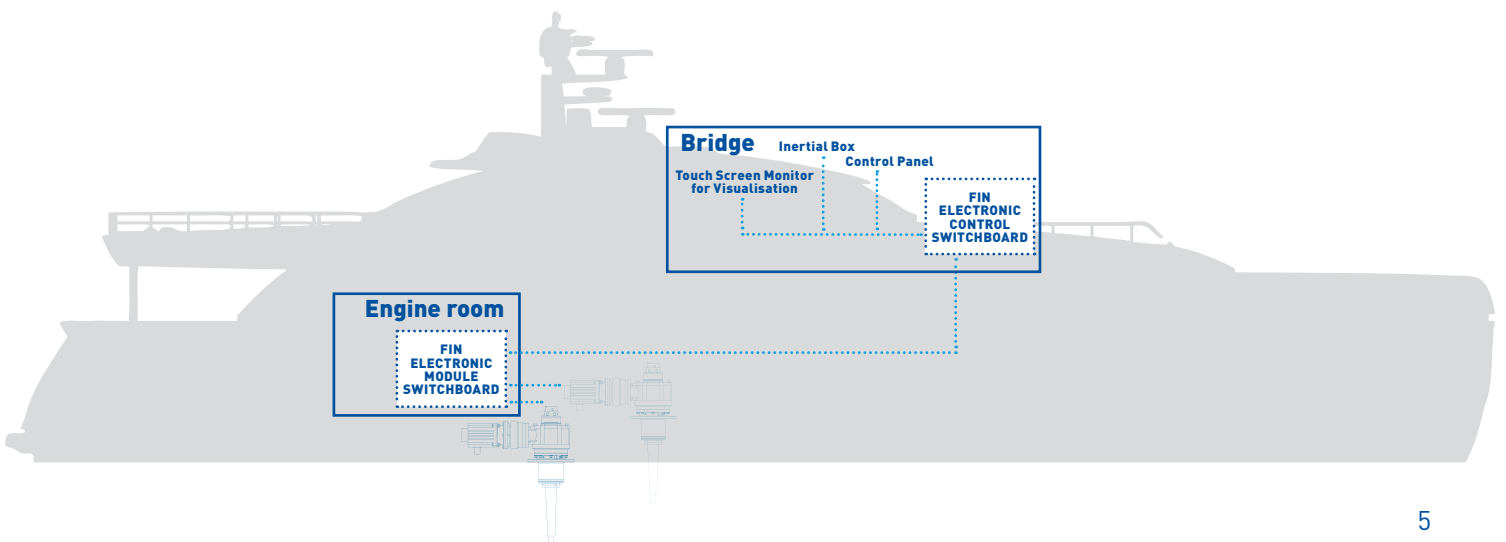 Bridge
Inertial Box
Control Panel
Touch Screen Monitor
for Visualisation
FIN
ELECTRONIC
CONTROL
SWITCHBOARD
Engine room
FIN
ELECTRONIC
MODULE
SWITCHBOARD
5